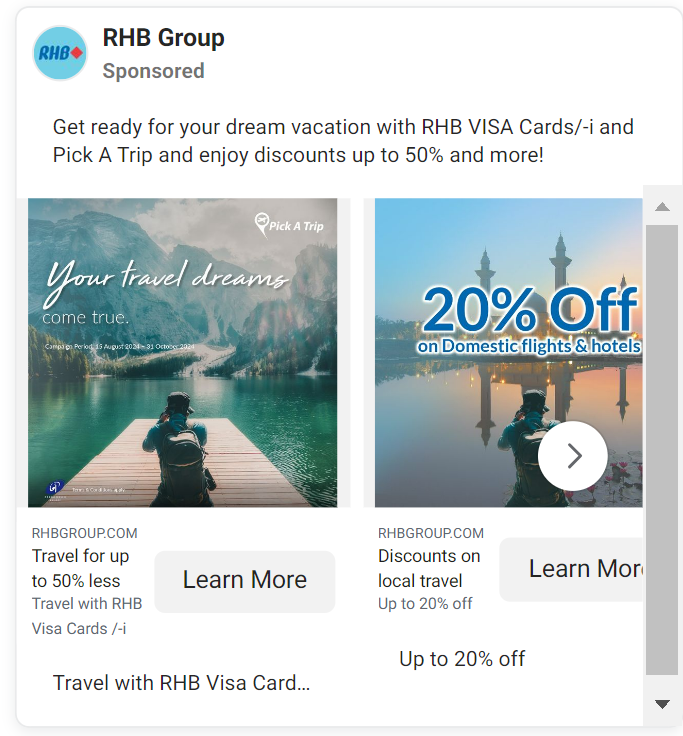 RHB
RHB Group
Sponsored
Get ready for your dream vacation with RHB VISA Cards/-i and
Pick A Trip and enjoy discounts up to 50% and more!
Pick A Trip
Your travel dreams
come true.
Campaign Period: 15 August 2024 – 31 October 2024
Terms & Conditions apply.
20% Off
on Domestic flights & hotels
RHBGROUP.COM
Travel for up
to 50% less
Travel with RHB
Visa Cards /-i
Learn More
Travel with RHB Visa Card...
RHBGROUP.COM
Discounts on
local travel
Up to 20% off
Learn Mor
Up to 20% off